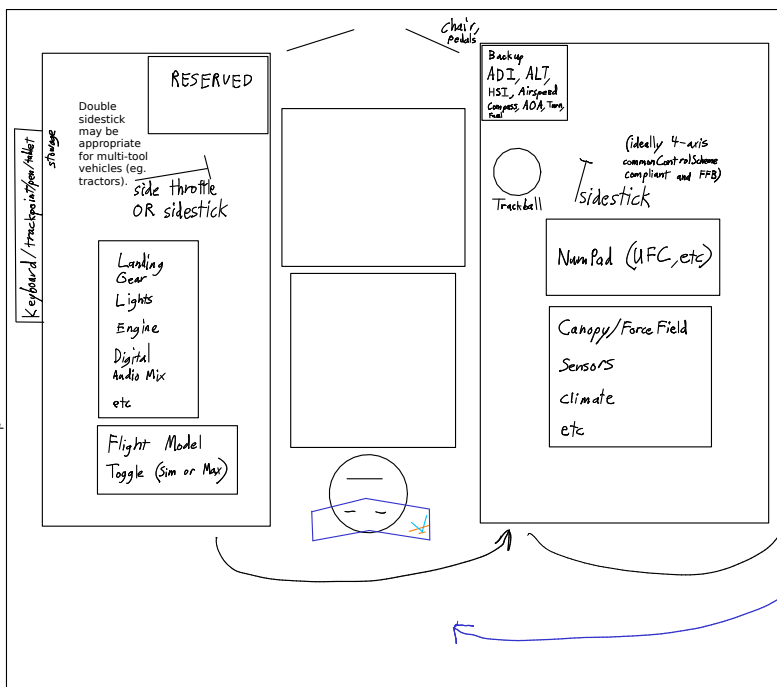 chair,
pedals
RESERVED
Double
sidestick
may be
appropriate
for multi-tool
vehicles (eg.
tractors).
side throttle
OR sidestick
Keyboard/trackpoint/pen/tablet
storage
Landing
Gear
Lights
Engine
Digital
Audio Mix
etc
Flight Model
Toggle (Sim or Max)
Backup
ADI, ALT,
HSI, Airspeed
Compass, AOA, Turn,
Fuel
Trackball
(ideally 4-axis
commonControlScheme
compliant and FFB)
sidestick
NumPad (UFC, etc)
Canopy/Force Field
Sensors
climate
etc